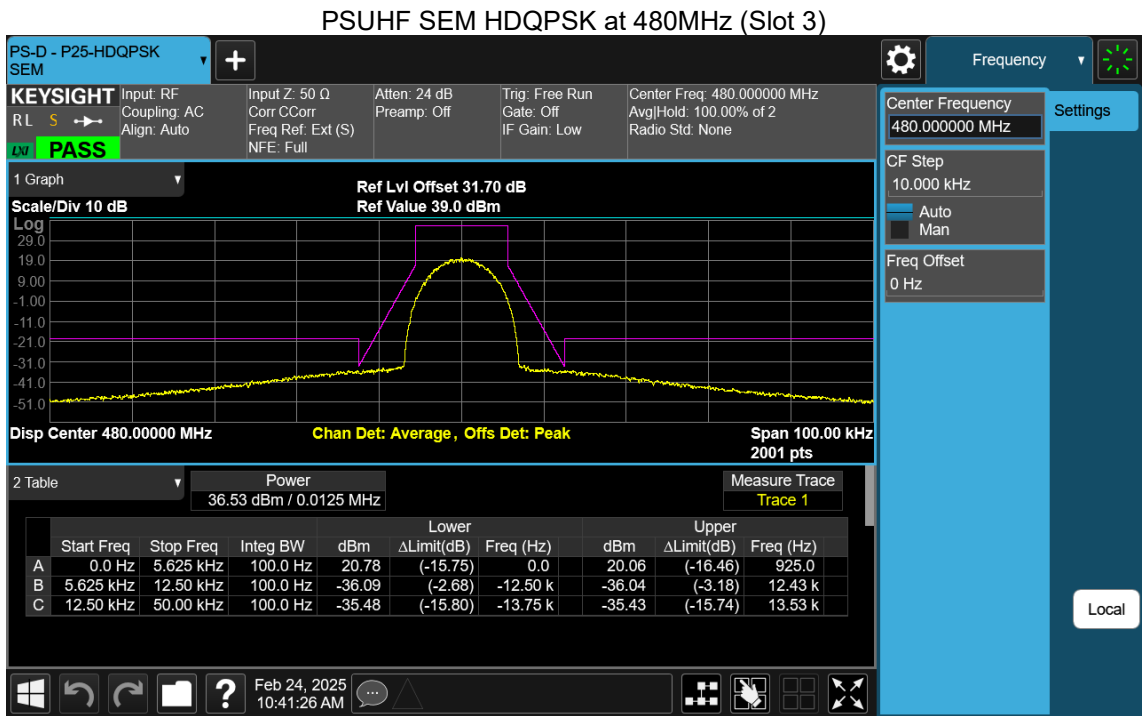 PSUHF SEM HDQPSK at 480MHz (Slot 3)
PS-D - P25-HDQPSK
SEM
Frequency
KEYSIGHT
R L S
LXI PASS
Input: RF
Coupling: AC
Align: Auto
Input Z: 50 Ω
Corr CCorr
Freq Ref: Ext (S)
NFE: Full
Atten: 24 dB
Preamp: Off
Trig: Free Run
Gate: Off
IF Gain: Low
Center Freq: 480.000000 MHz
Avg|Hold: 100.00% of 2
Radio Std: None
Center Frequency
480.000000 MHz
Settings
CF Step
10.000 kHz
Auto
Man
Freq Offset
0 Hz
1 Graph
Scale/Div 10 dB
Ref Lvl Offset 31.70 dB
Ref Value 39.0 dBm
Log
29.0
19.0
9.00
-1.00
-11.0
-21.0
-31.0
-41.0
-51.0
Disp Center 480.00000 MHz
Chan Det: Average, Offs Det: Peak
Span 100.00 kHz
2001 pts
2 Table
Power
36.53 dBm / 0.0125 MHz
Measure Trace
Trace 1
Lower Upper
Start Freq Stop Freq Integ BW dBm ΔLimit(dB) Freq (Hz) dBm ΔLimit(dB) Freq (Hz)
A 0.0 Hz 5.625 kHz 100.0 Hz 20.78 (-15.75) 0.0 20.06 (-16.46) 925.0
B 5.625 kHz 12.50 kHz 100.0 Hz -36.09 (-2.68) -12.50 k -36.04 (-3.18) 12.43 k
C 12.50 kHz 50.00 kHz 100.0 Hz -35.48 (-15.80) -13.75 k -35.43 (-15.74) 13.53 k
Local
Feb 24, 2025
10:41:26 AM